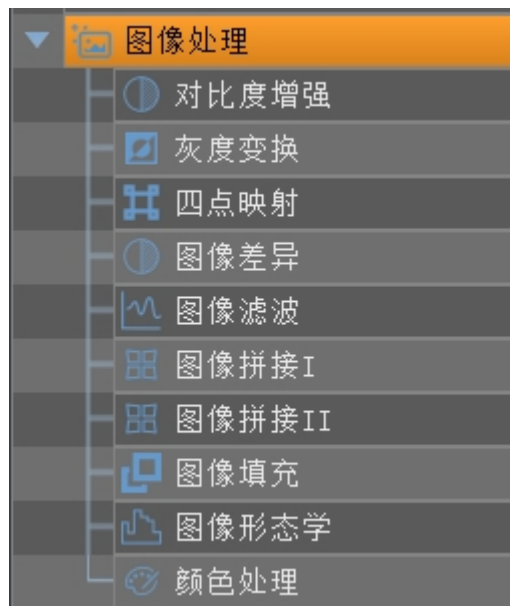 图像处理
对比度增强
灰度变换
四点映射
图像差异
图像滤波
图像拼接I
图像拼接II
图像填充
图像形态学
颜色处理